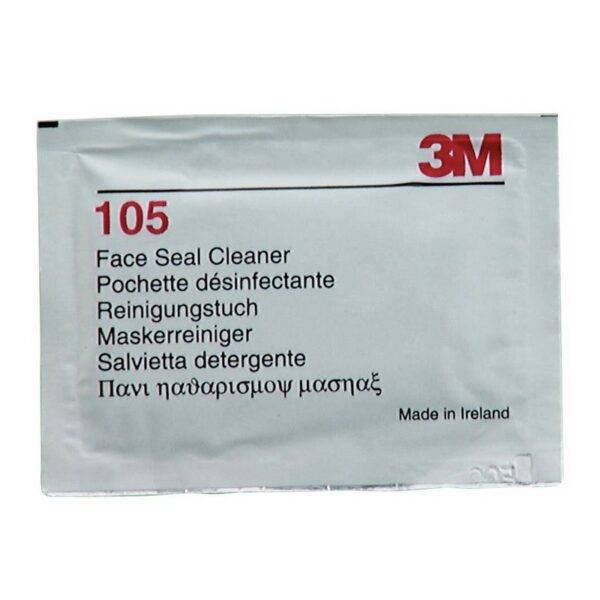 3M
105
Face Seal Cleaner
Pochette désinfectante
Reinigungstuch
Maskerreiniger
Salvietta detergente
Πανι ηαϑαρισμοψ μασηαξ
Made in Ireland